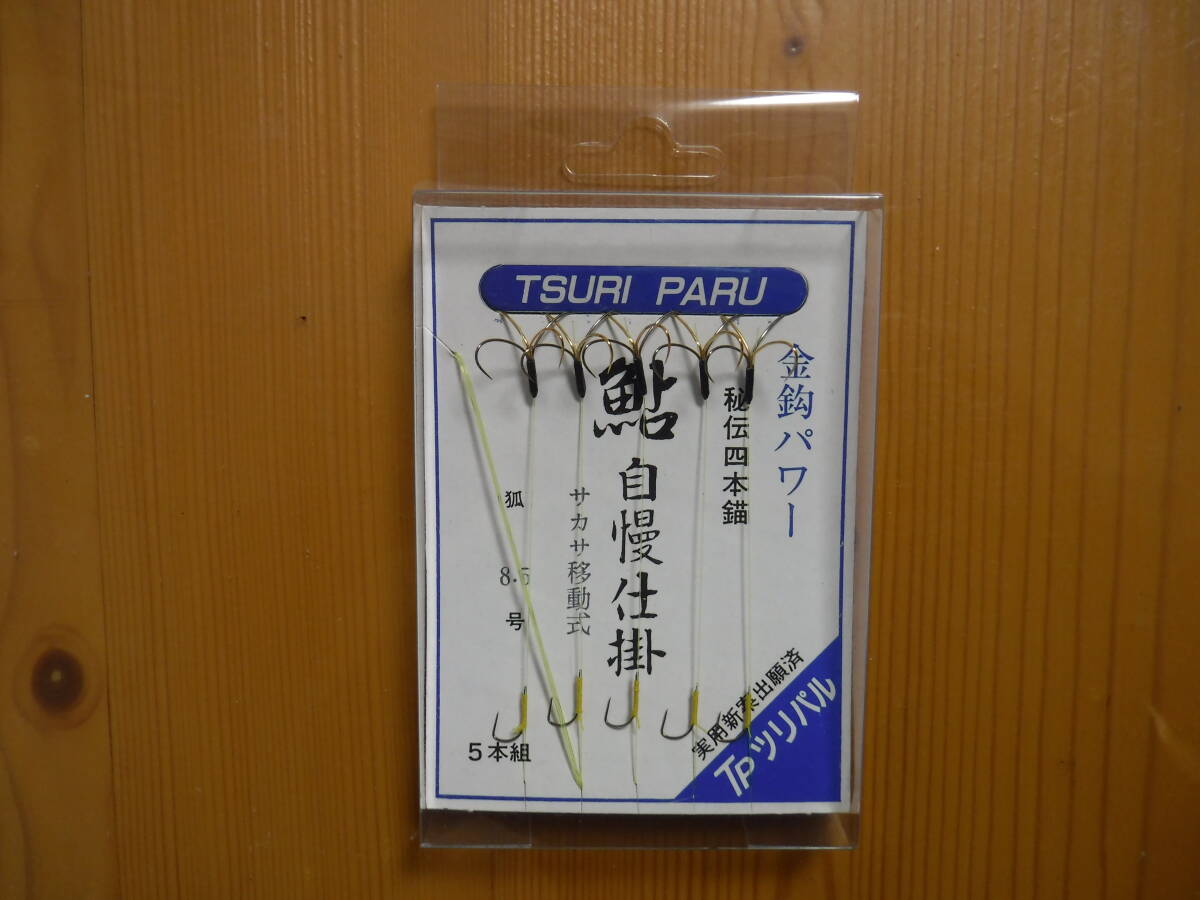 TSURI PARU
金鈎パワー
秘伝四本錨
鮎自慢仕掛
サカサ移動式
狐 8.5 号
5本組
実用新案出願済
TPツリパル